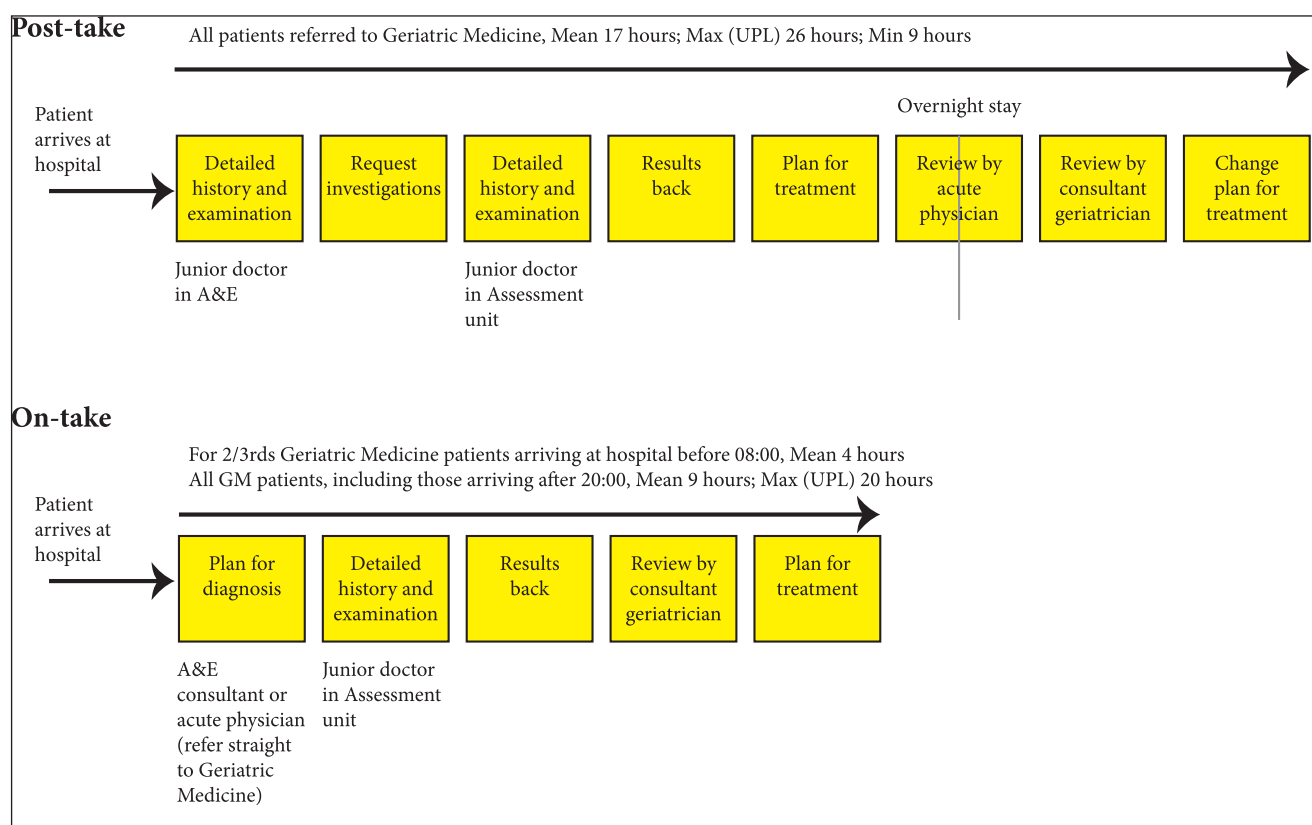 Post-take
All patients referred to Geriatric Medicine, Mean 17 hours; Max (UPL) 26 hours; Min 9 hours
Patient
arrives at
hospital
Overnight stay
Detailed
history and
examination
Request
investigations
Detailed
history and
examination
Results
back
Plan for
treatment
Review by
acute
physician
Review by
consultant
geriatrician
Change
plan for
treatment
Junior doctor
in A&E
Junior doctor
in Assessment
unit
On-take
For 2/3rds Geriatric Medicine patients arriving at hospital before 08:00, Mean 4 hours
All GM patients, including those arriving after 20:00, Mean 9 hours; Max (UPL) 20 hours
Patient
arrives at
hospital
Plan for
diagnosis
Detailed
history and
examination
Results
back
Review by
consultant
geriatrician
Plan for
treatment
A&E
consultant or
acute physician
(refer straight
to Geriatric
Medicine)
Junior doctor
in Assessment
unit